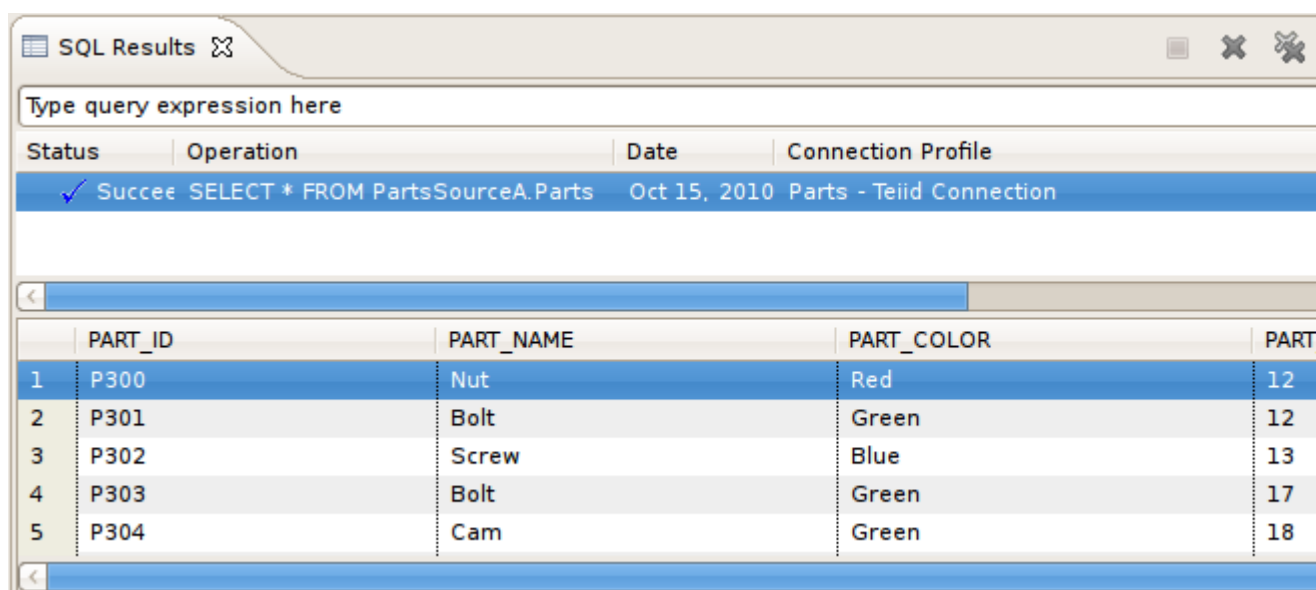 SQL Results
Type query expression here
Status Operation Date Connection Profile
Succee SELECT * FROM PartsSourceA.Parts Oct 15, 2010 Parts - Teiid Connection
PART_ID PART_NAME PART_COLOR PART
1 P300 Nut Red 12
2 P301 Bolt Green 12
3 P302 Screw Blue 13
4 P303 Bolt Green 17
5 P304 Cam Green 18